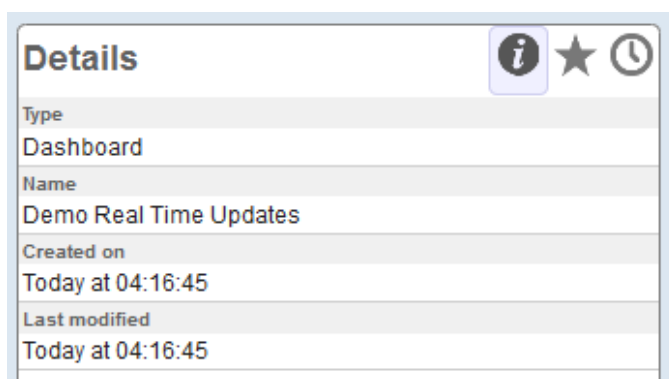 Details
Type
Dashboard
Name
Demo Real Time Updates
Created on
Today at 04:16:45
Last modified
Today at 04:16:45